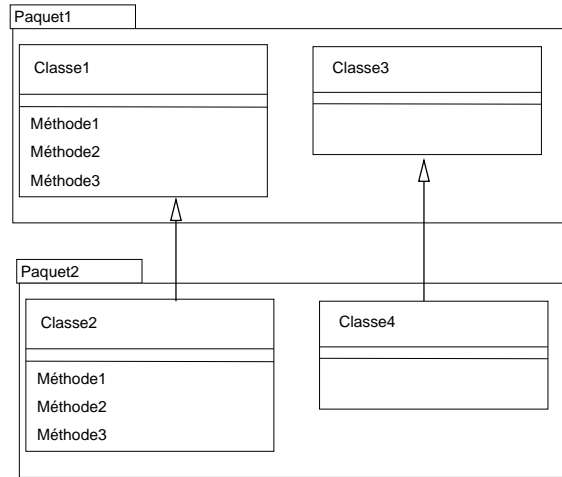 Paquet1
Classe1
Méthode1
Méthode2
Méthode3
Classe3
Paquet2
Classe2
Méthode1
Méthode2
Méthode3
Classe4